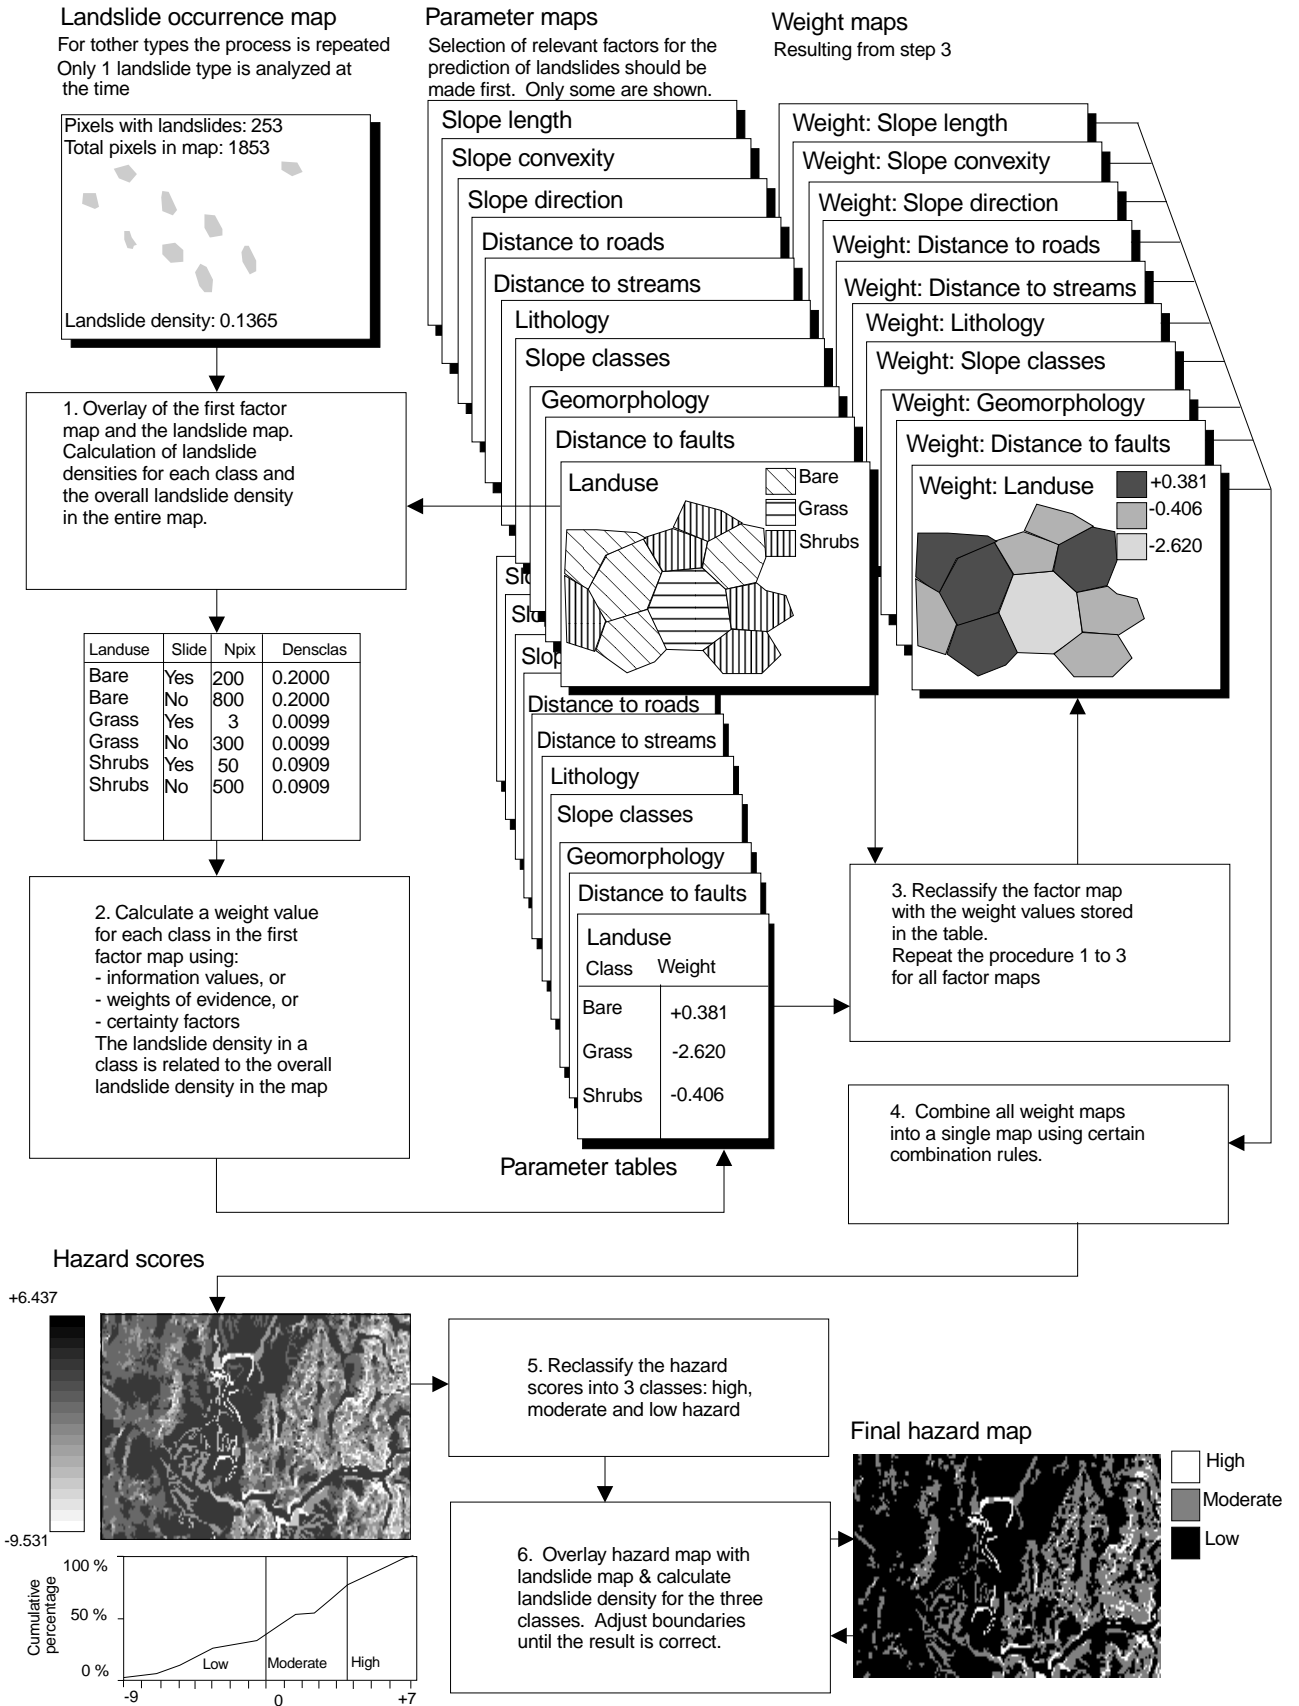 Landslide occurrence map
For tother types the process is repeated
Only 1 landslide type is analyzed at
the time
Pixels with landslides: 253
Total pixels in map: 1853
Landslide density: 0.1365
Parameter maps
Selection of relevant factors for the
prediction of landslides should be
made first. Only some are shown.
Slope length
Slope convexity
Slope direction
Distance to roads
Distance to streams
Lithology
Slope classes
Geomorphology
Distance to faults
Landuse
Bare
Grass
Shrubs
Weight maps
Resulting from step 3
Weight: Slope length
Weight: Slope convexity
Weight: Slope direction
Weight: Distance to roads
Weight: Distance to streams
Weight: Lithology
Weight: Slope classes
Weight: Geomorphology
Weight: Distance to faults
Weight: Landuse
+0.381
-0.406
-2.620
1. Overlay of the first factor
map and the landslide map.
Calculation of landslide
densities for each class and
the overall landslide density
in the entire map.
Landuse Slide Npix Densclas
Bare Yes 200 0.2000
Bare No 800 0.2000
Grass Yes 3 0.0099
Grass No 300 0.0099
Shrubs Yes 50 0.0909
Shrubs No 500 0.0909
2. Calculate a weight value
for each class in the first
factor map using:
- information values, or
- weights of evidence, or
- certainty factors
The landslide density in a
class is related to the overall
landslide density in the map
Slop
Distance to roads
Distance to streams
Lithology
Slope classes
Geomorphology
Distance to faults
Landuse
Class Weight
Bare +0.381
Grass -2.620
Shrubs -0.406
Parameter tables
3. Reclassify the factor map
with the weight values stored
in the table.
Repeat the procedure 1 to 3
for all factor maps
4. Combine all weight maps
into a single map using certain
combination rules.
Hazard scores
+6.437
-9.531
5. Reclassify the hazard
scores into 3 classes: high,
moderate and low hazard
6. Overlay hazard map with
landslide map & calculate
landslide density for the three
classes. Adjust boundaries
until the result is correct.
Final hazard map
High
Moderate
Low
Cumulative
percentage
100 %
50 %
0 %
Low
Moderate
High
-9
0
+7